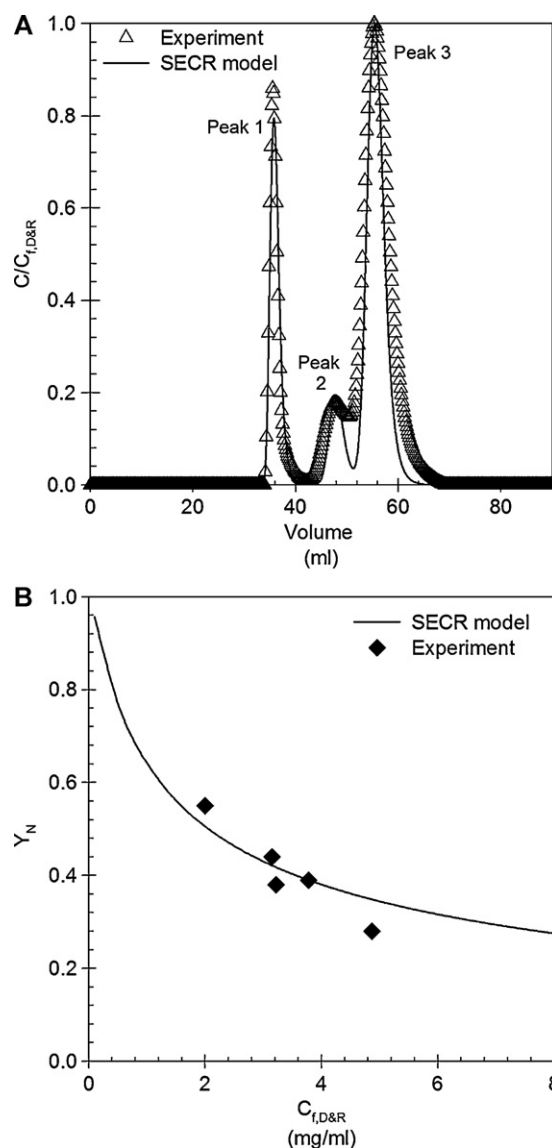 A
1.0
Experiment
SECR model
Peak 3
Peak 1
0.8
0.6
C/C_f,D&R
0.4
Peak
2
0.2
0.0
0 20 40 60 80
Volume
(ml)
B
1.0
SECR model
Experiment
0.8
0.6
Y_N
0.4
0.2
0.0
0 2 4 6 8
C_f,D&R
(mg/ml)